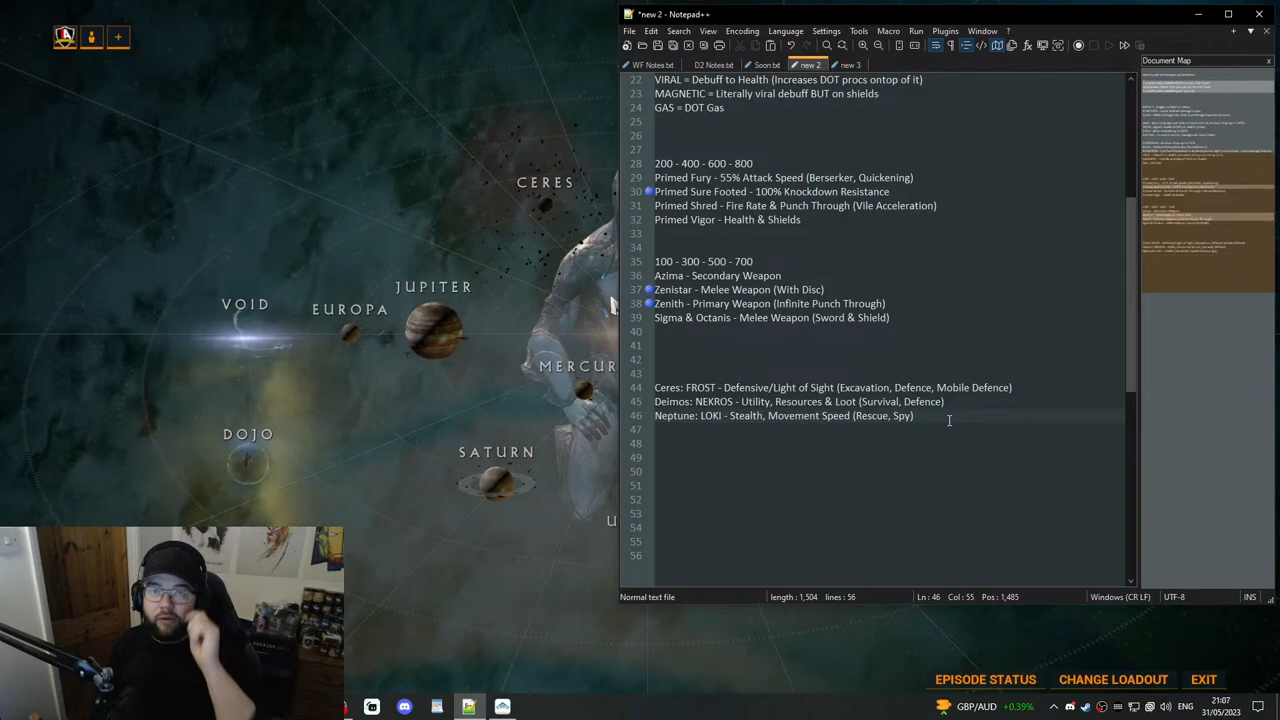 *new 2 - Notepad++
File Edit Search View Encoding Language Settings Tools Macro Run Plugins Window ?
WF Notes.txt D2 Notes.txt Soon.txt new 2 new 3
Document Map
22 VIRAL = Debuff to Health (Increases DOT procs ontop of it)
23 MAGNETIC = Literally viral debuff BUT on shields
24 GAS = DOT Gas
25
26
27
28 200 - 400 - 600 - 800
29 Primed Fury - 55% Attack Speed (Berserker, Quickening)
30 Primed Sure Footed - 100% Knockdown Resistance
31 Primed Shred - Fire Rate & Punch Through (Vile Acceleration)
32 Primed Vigor - Health & Shields
33
34
35 100 - 300 - 500 - 700
36 Azima - Secondary Weapon
37 Zenistar - Melee Weapon (With Disc)
38 Zenith - Primary Weapon (Infinite Punch Through)
39 Sigma & Octanis - Melee Weapon (Sword & Shield)
40
41
42
43
44 Ceres: FROST - Defensive/Light of Sight (Excavation, Defence, Mobile Defence)
45 Deimos: NEKROS - Utility, Resources & Loot (Survival, Defence)
46 Neptune: LOKI - Stealth, Movement Speed (Rescue, Spy)
47
48
49
50
51
52
53
54
55
56
Normal text file length : 1,504 lines : 56 Ln : 46 Col : 55 Pos : 1,485 Windows (CR LF) UTF-8 INS
CERES
JUPITER
VOID
EUROPA
MERCUR
DOJO
SATURN
U
EPISODE STATUS CHANGE LOADOUT EXIT
GBP/AUD +0.39%
21:07
31/05/2023